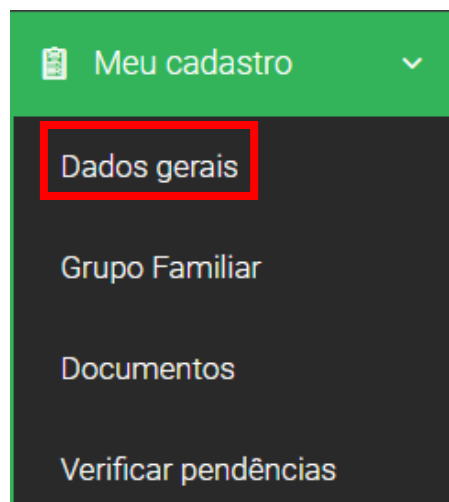 Meu cadastro
Dados gerais
Grupo Familiar
Documentos
Verificar pendências